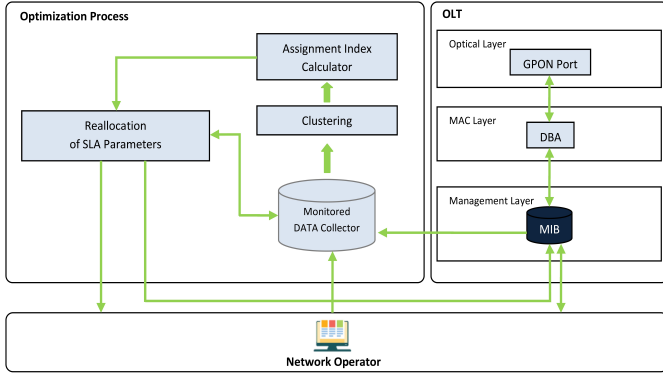 Optimization Process
Assignment Index
Calculator
Clustering
Reallocation
of SLA Parameters
Monitored
DATA Collector
OLT
Optical Layer
GPON Port
MAC Layer
DBA
Management Layer
MIB
Network Operator